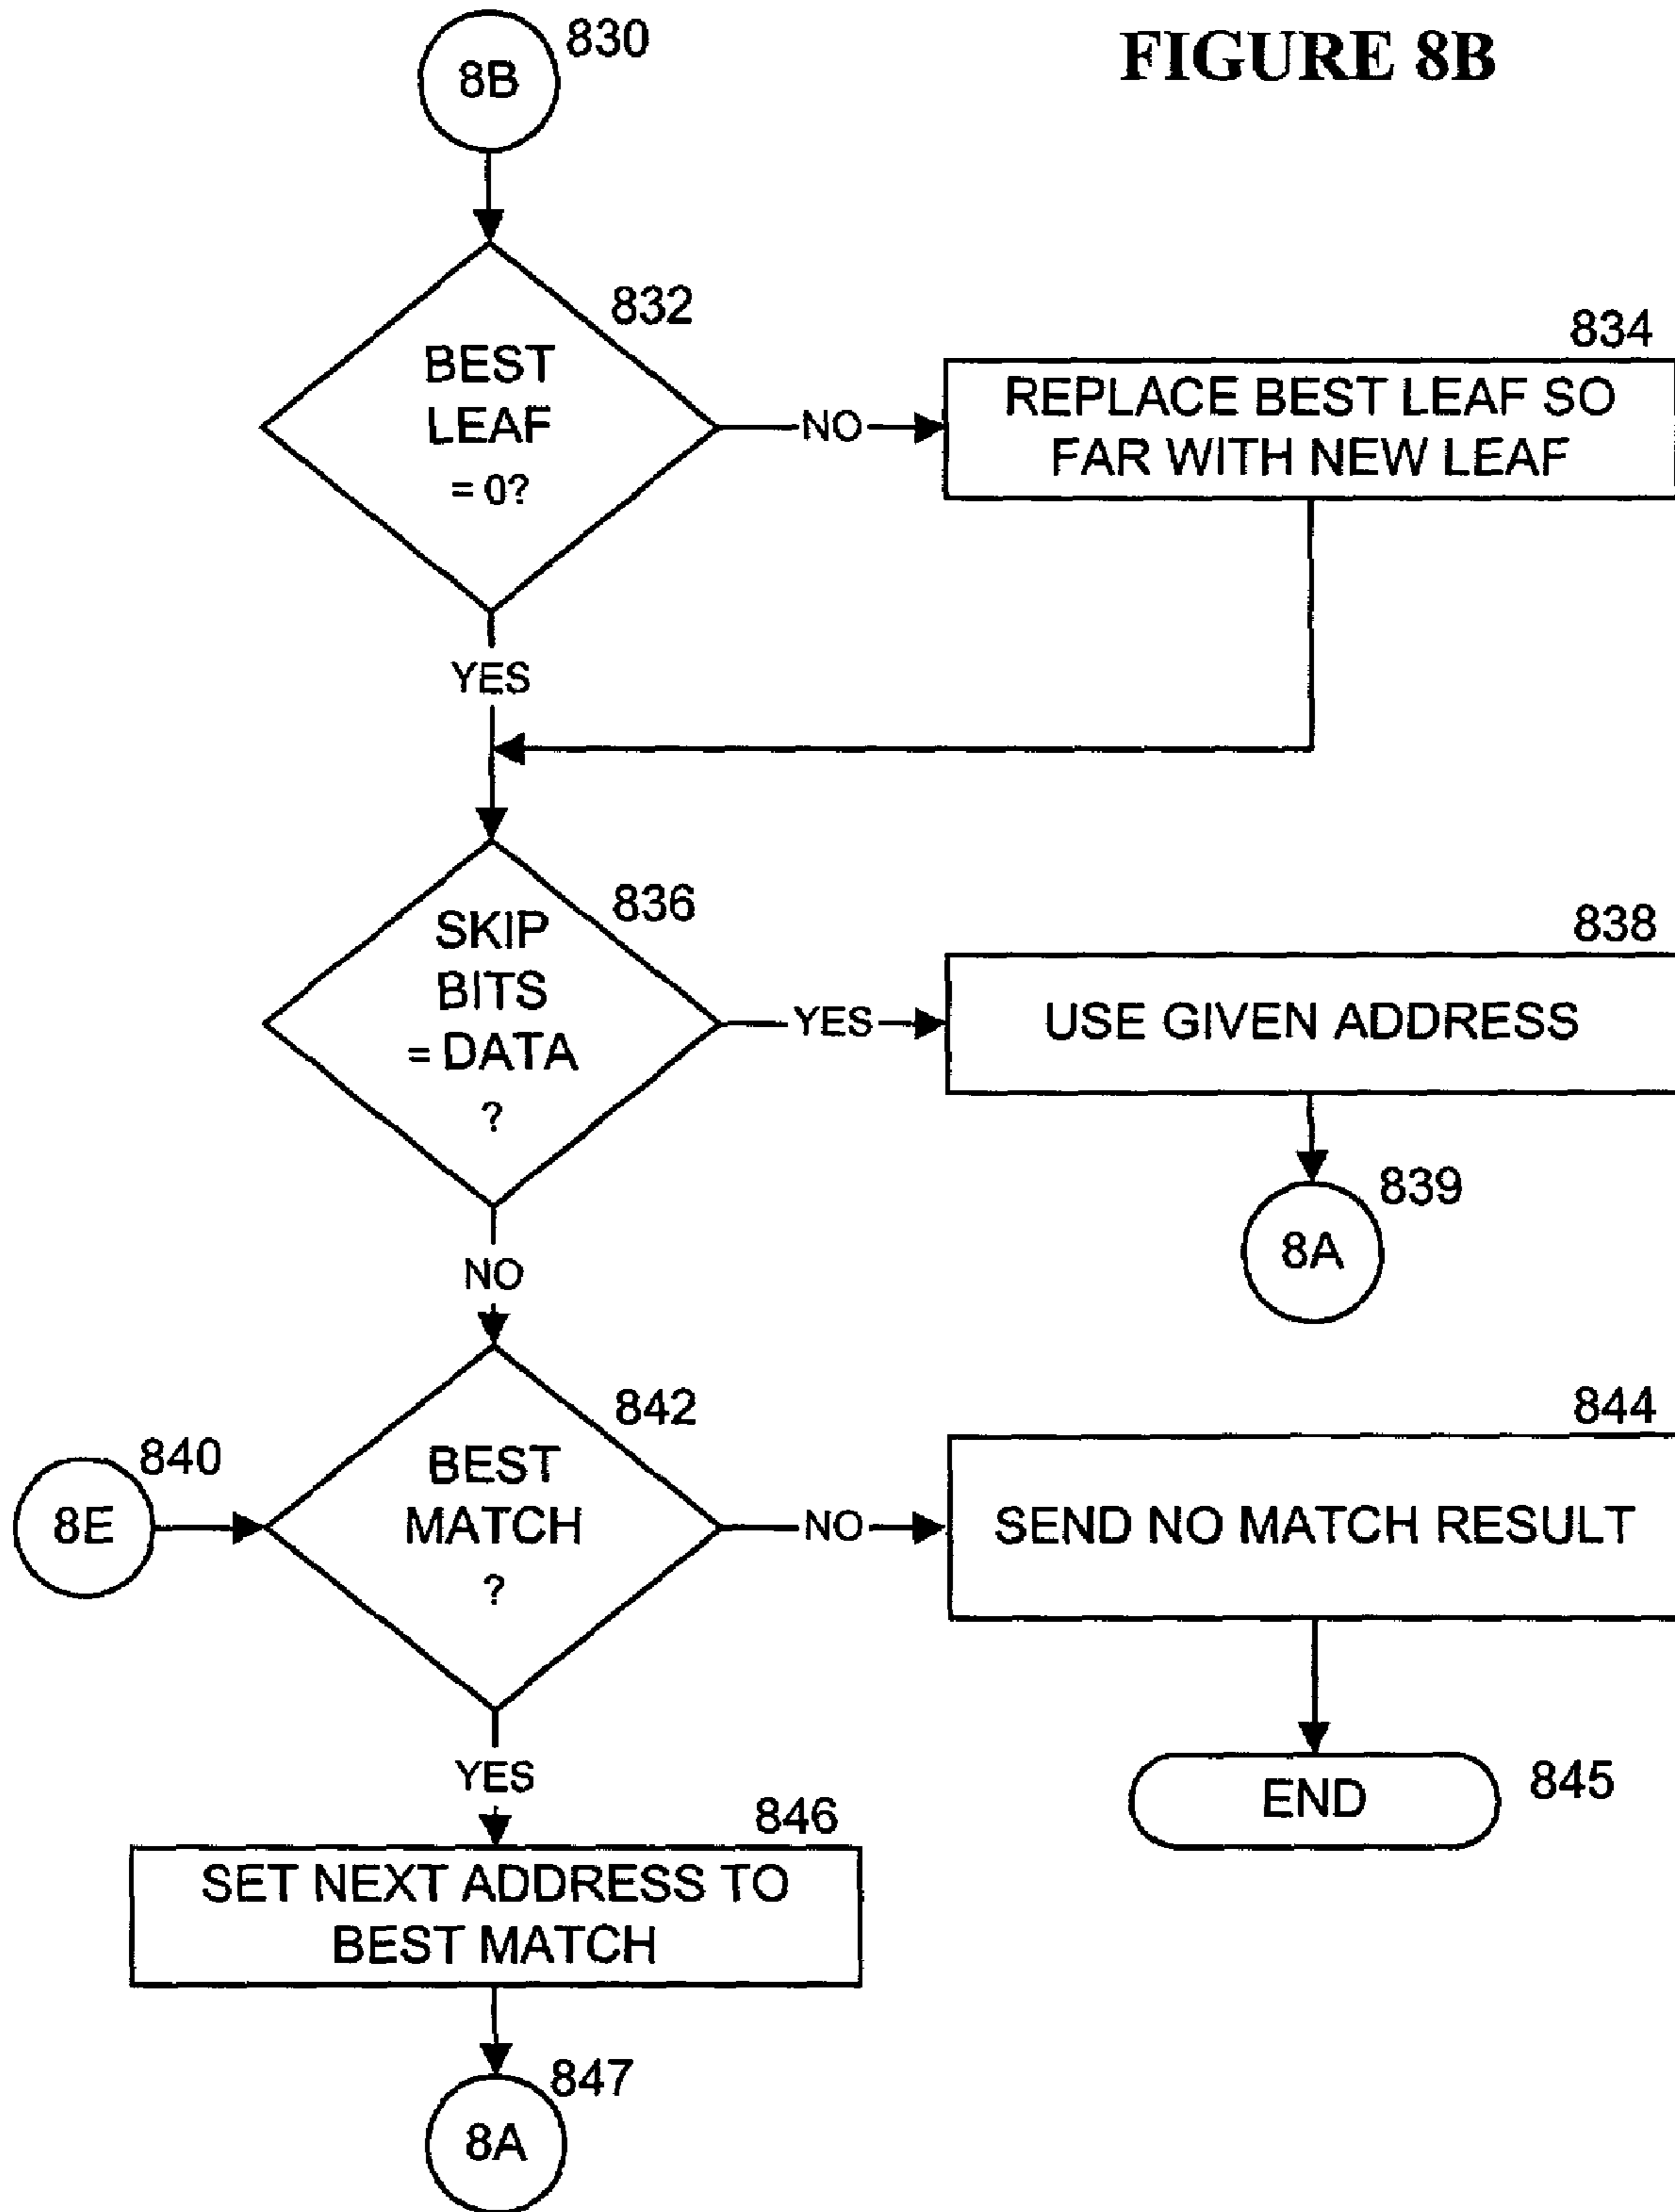 FIGURE 8B
830
8B
832
BEST
LEAF
= 0?
NO
834
REPLACE BEST LEAF SO
FAR WITH NEW LEAF
YES
836
SKIP
BITS
= DATA
?
YES
838
USE GIVEN ADDRESS
839
8A
NO
840
8E
842
BEST
MATCH
?
NO
844
SEND NO MATCH RESULT
END
845
YES
846
SET NEXT ADDRESS TO
BEST MATCH
847
8A